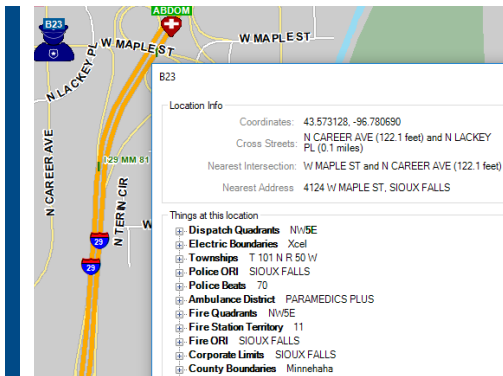 ABDOM
B23
W MAPLE ST
W MAPLE ST
N LACKEY PL
B23
Location Info
Coordinates: 43.573128, -96.780690
Cross Streets: N CAREER AVE (122.1 feet) and N LACKEY
PL (0.1 miles)
Nearest Intersection: W MAPLE ST and N CAREER AVE (122.1 feet)
Nearest Address 4124 W MAPLE ST, SIOUX FALLS
I-29 MM 81
N CAREER AVE
N TERN CIR
W
29
29
Things at this location
Dispatch Quadrants NW5E
Electric Boundaries Xcel
Townships T 101 N R 50 W
Police ORI SIOUX FALLS
Police Beats 70
Ambulance District PARAMEDICS PLUS
Fire Quadrants NW5E
Fire Station Territory 11
Fire ORI SIOUX FALLS
Corporate Limits SIOUX FALLS
County Boundaries Minnehaha